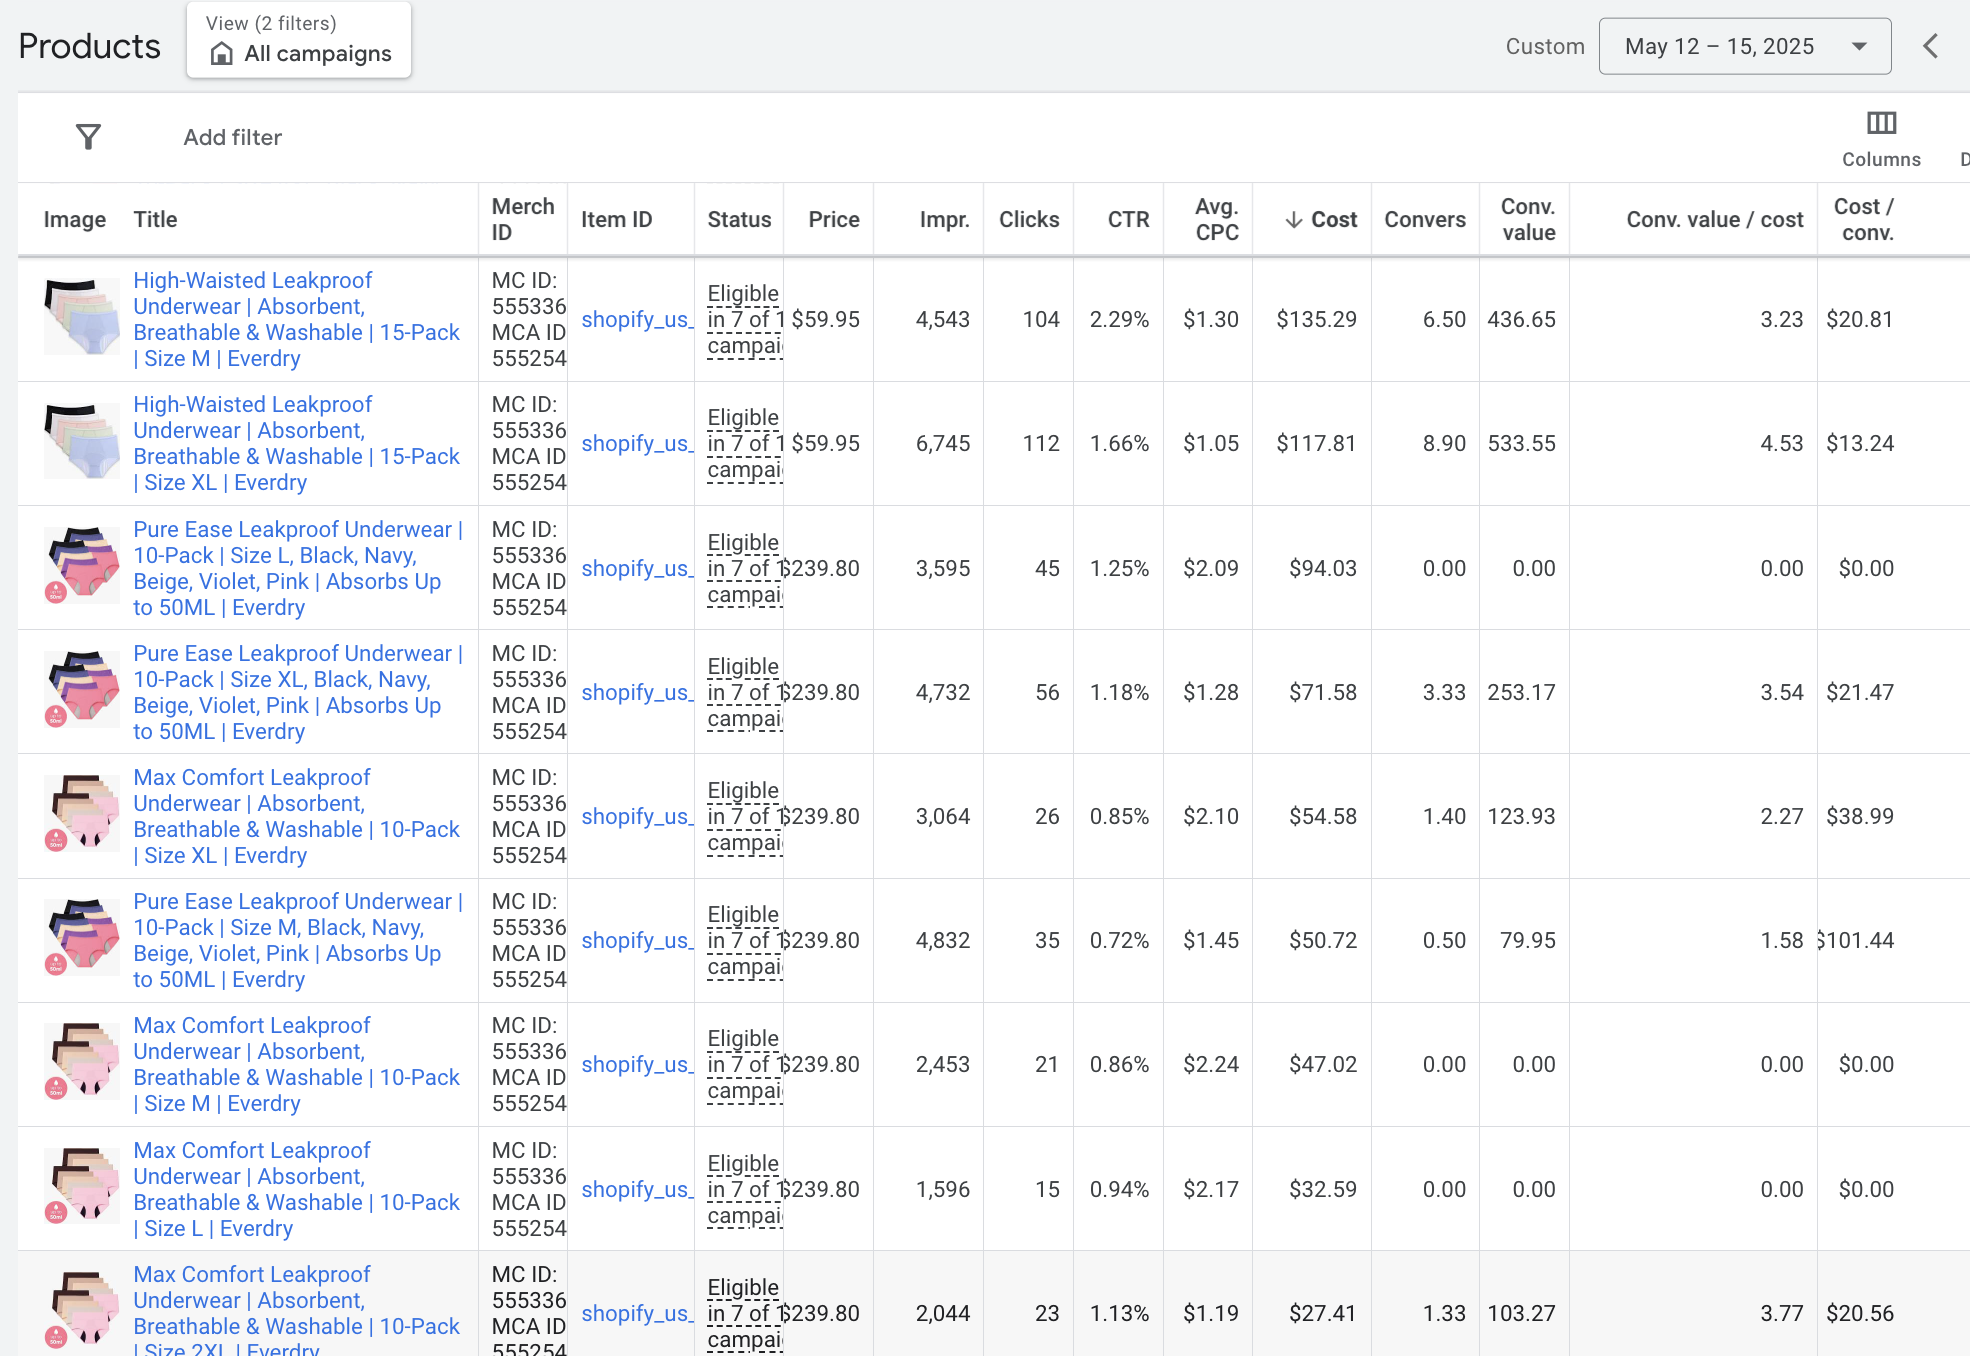 Products
View (2 filters)
All campaigns
Custom
May 12 – 15, 2025
Add filter
Columns
D
Image Title Merch ID Item ID Status Price Impr. Clicks CTR Avg. CPC Cost Convers Conv. value Conv. value / cost Cost / conv.
High-Waisted Leakproof
Underwear | Absorbent,
Breathable & Washable | 15-Pack
| Size M | Everdry
MC ID:
555336
MCA ID
555254
shopify_us_
Eligible
in 7 of 1
campai
$59.95 4,543 104 2.29% $1.30 $135.29 6.50 436.65 3.23 $20.81
High-Waisted Leakproof
Underwear | Absorbent,
Breathable & Washable | 15-Pack
| Size XL | Everdry
MC ID:
555336
MCA ID
555254
shopify_us_
Eligible
in 7 of 1
campai
$59.95 6,745 112 1.66% $1.05 $117.81 8.90 533.55 4.53 $13.24
Pure Ease Leakproof Underwear |
10-Pack | Size L, Black, Navy,
Beige, Violet, Pink | Absorbs Up
to 50ML | Everdry
MC ID:
555336
MCA ID
555254
shopify_us_
Eligible
in 7 of 1
campai
$239.80 3,595 45 1.25% $2.09 $94.03 0.00 0.00 0.00 $0.00
Pure Ease Leakproof Underwear |
10-Pack | Size XL, Black, Navy,
Beige, Violet, Pink | Absorbs Up
to 50ML | Everdry
MC ID:
555336
MCA ID
555254
shopify_us_
Eligible
in 7 of 1
campai
$239.80 4,732 56 1.18% $1.28 $71.58 3.33 253.17 3.54 $21.47
Max Comfort Leakproof
Underwear | Absorbent,
Breathable & Washable | 10-Pack
| Size XL | Everdry
MC ID:
555336
MCA ID
555254
shopify_us_
Eligible
in 7 of 1
campai
$239.80 3,064 26 0.85% $2.10 $54.58 1.40 123.93 2.27 $38.99
Pure Ease Leakproof Underwear |
10-Pack | Size M, Black, Navy,
Beige, Violet, Pink | Absorbs Up
to 50ML | Everdry
MC ID:
555336
MCA ID
555254
shopify_us_
Eligible
in 7 of 1
campai
$239.80 4,832 35 0.72% $1.45 $50.72 0.50 79.95 1.58 $101.44
Max Comfort Leakproof
Underwear | Absorbent,
Breathable & Washable | 10-Pack
| Size M | Everdry
MC ID:
555336
MCA ID
555254
shopify_us_
Eligible
in 7 of 1
campai
$239.80 2,453 21 0.86% $2.24 $47.02 0.00 0.00 0.00 $0.00
Max Comfort Leakproof
Underwear | Absorbent,
Breathable & Washable | 10-Pack
| Size L | Everdry
MC ID:
555336
MCA ID
555254
shopify_us_
Eligible
in 7 of 1
campai
$239.80 1,596 15 0.94% $2.17 $32.59 0.00 0.00 0.00 $0.00
Max Comfort Leakproof
Underwear | Absorbent,
Breathable & Washable | 10-Pack
| Size 2XL | Everdry
MC ID:
555336
MCA ID
555254
shopify_us_
Eligible
in 7 of 1
campai
$239.80 2,044 23 1.13% $1.19 $27.41 1.33 103.27 3.77 $20.56